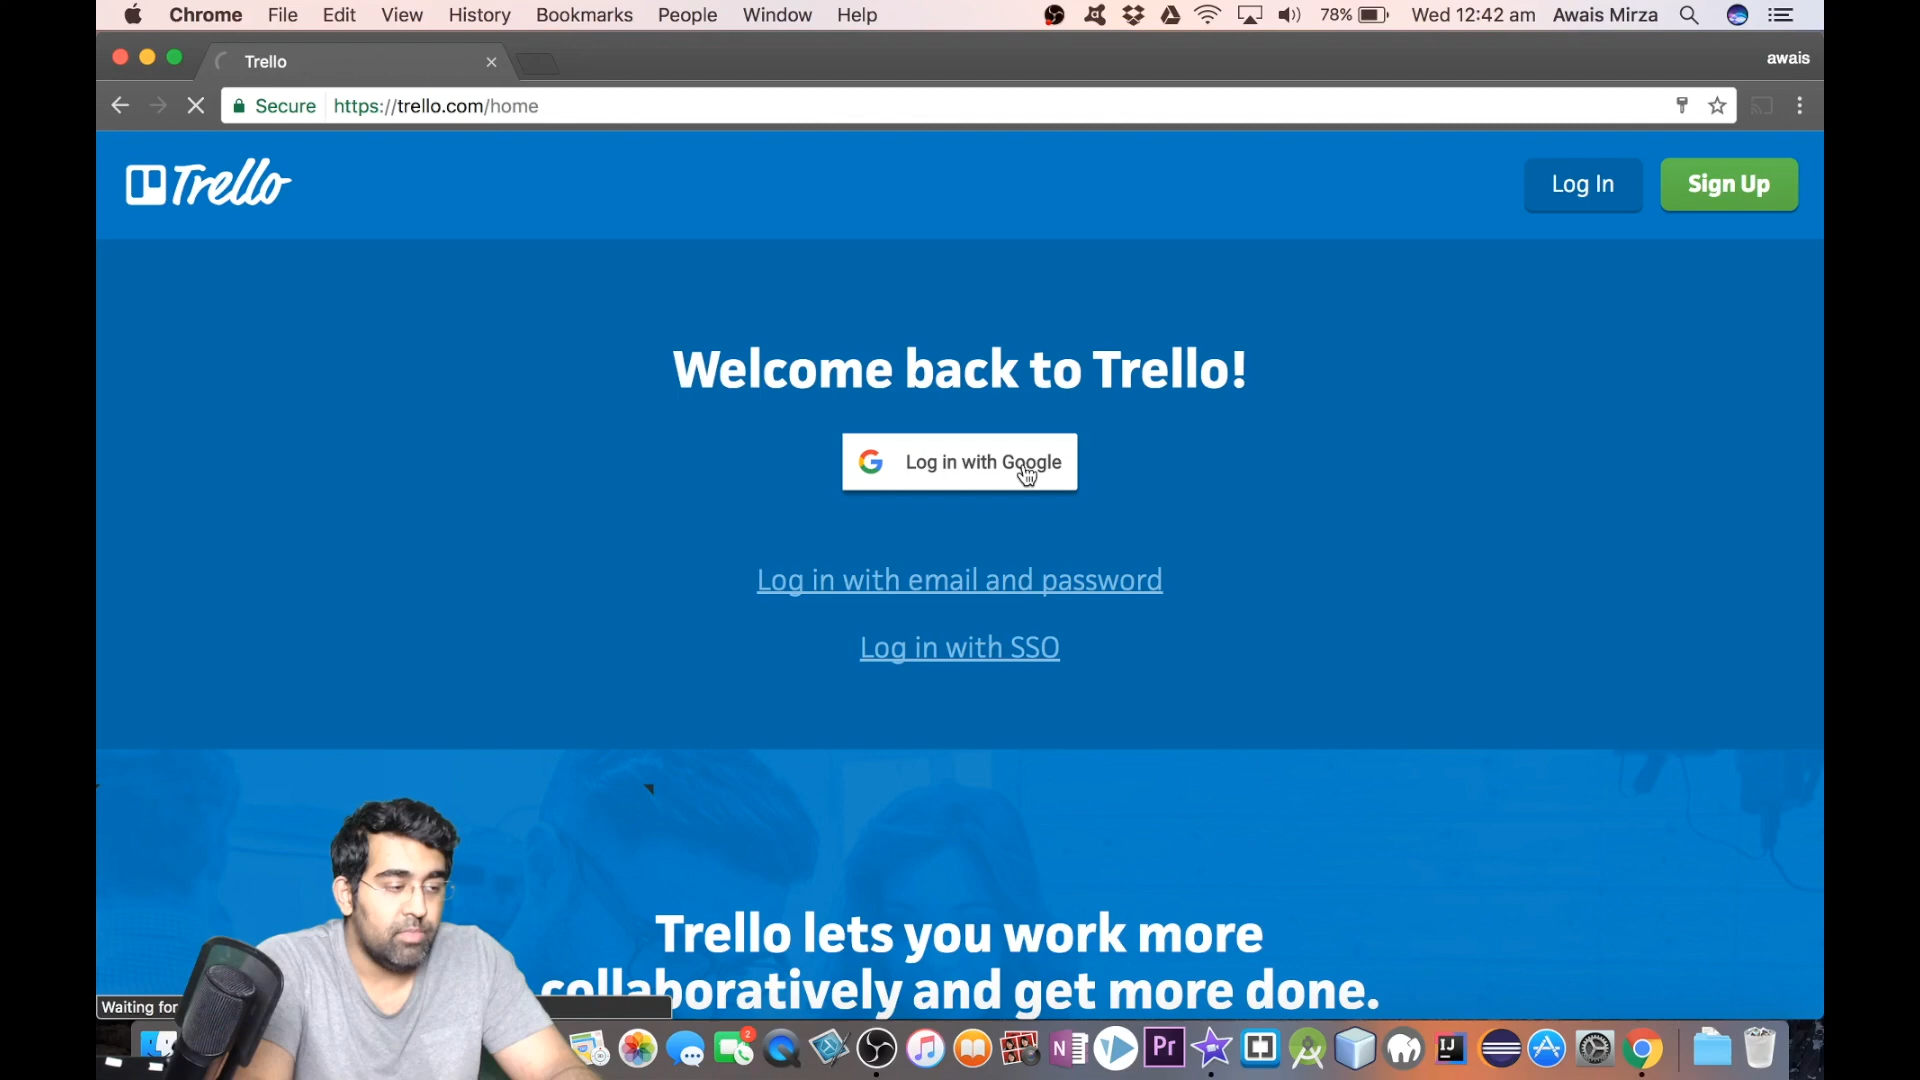 Chrome File Edit View History Bookmarks People Window Help 78% Wed 12:42 am Awais Mirza
Trello awais
Secure https://trello.com/home
Trello Log In Sign Up
Welcome back to Trello!
Log in with Google
Log in with email and password
Log in with SSO
Trello lets you work more
collaboratively and get more done.
Waiting for
2
N Pr IJ